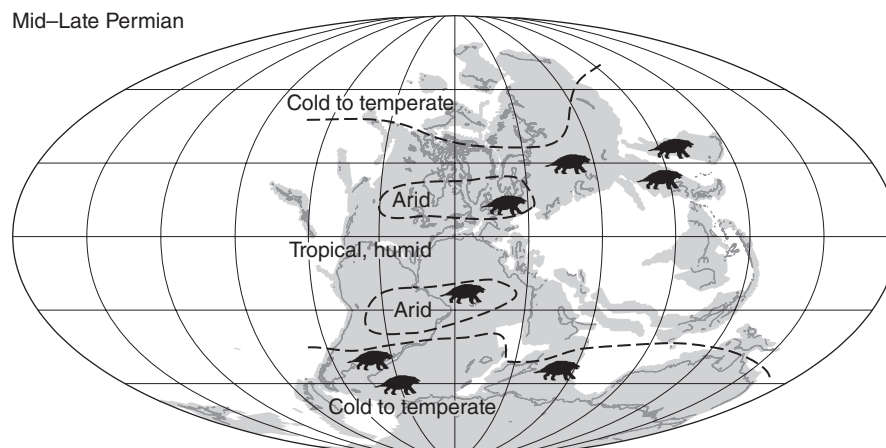 Mid–Late Permian
Cold to temperate
Arid
Tropical, humid
Arid
Cold to temperate